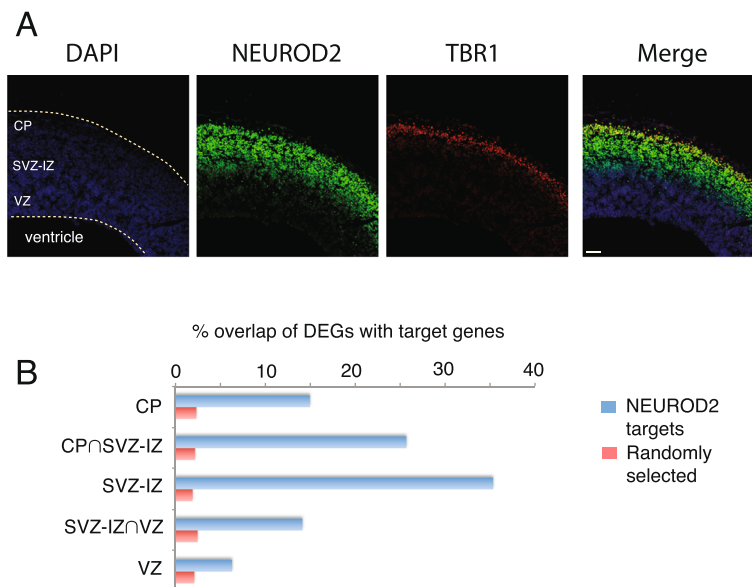 A
DAPI
NEUROD2
TBR1
Merge
CP
SVZ-IZ
VZ
ventricle
% overlap of DEGs with target genes
B
0
10
20
30
40
CP
CP∩SVZ-IZ
SVZ-IZ
SVZ-IZ∩VZ
VZ
NEUROD2
targets
Randomly
selected